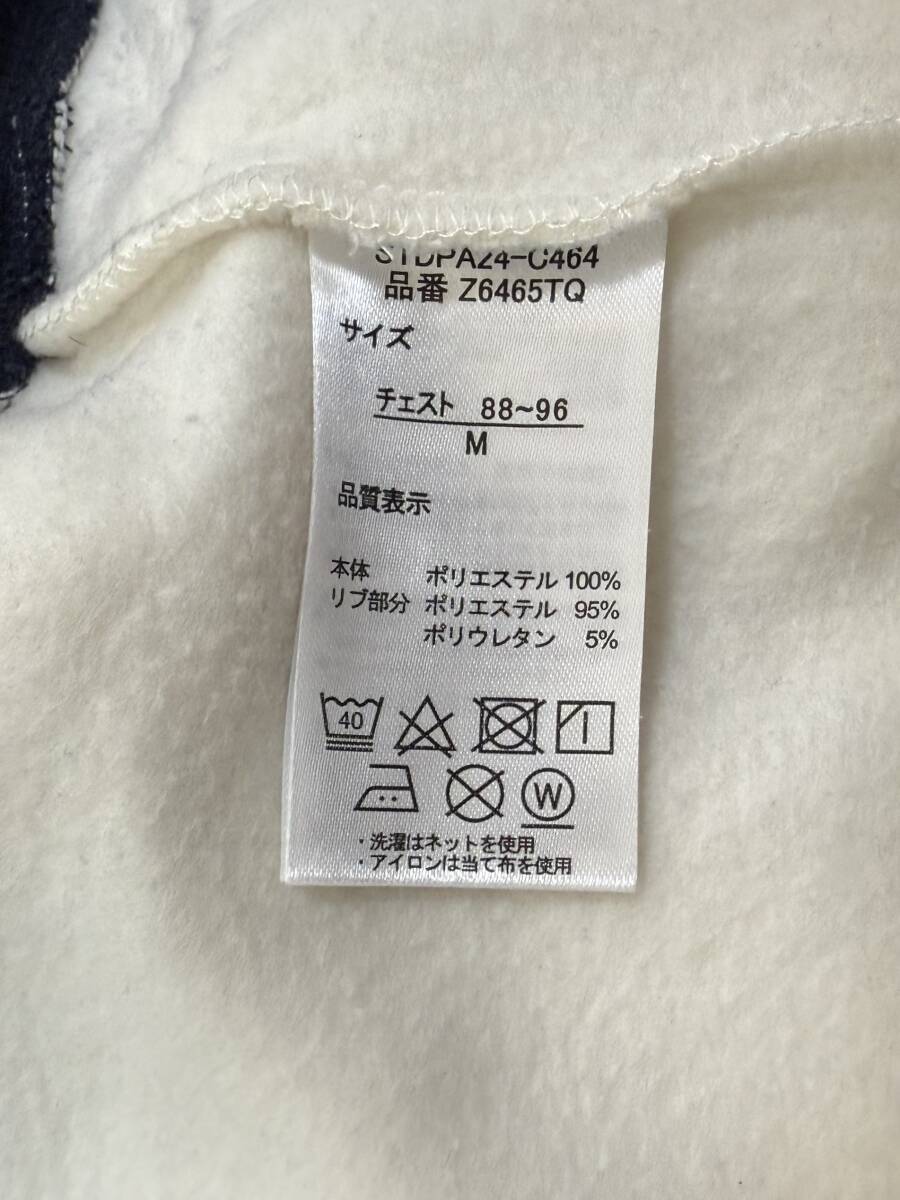 STDPA24-C464
品番 Z6465TQ
サイズ
チェスト 88~96
M
品質表示
本体 ポリエステル 100%
リブ部分 ポリエステル 95%
ポリウレタン 5%
40
W
・洗濯はネットを使用
・アイロンは当て布を使用